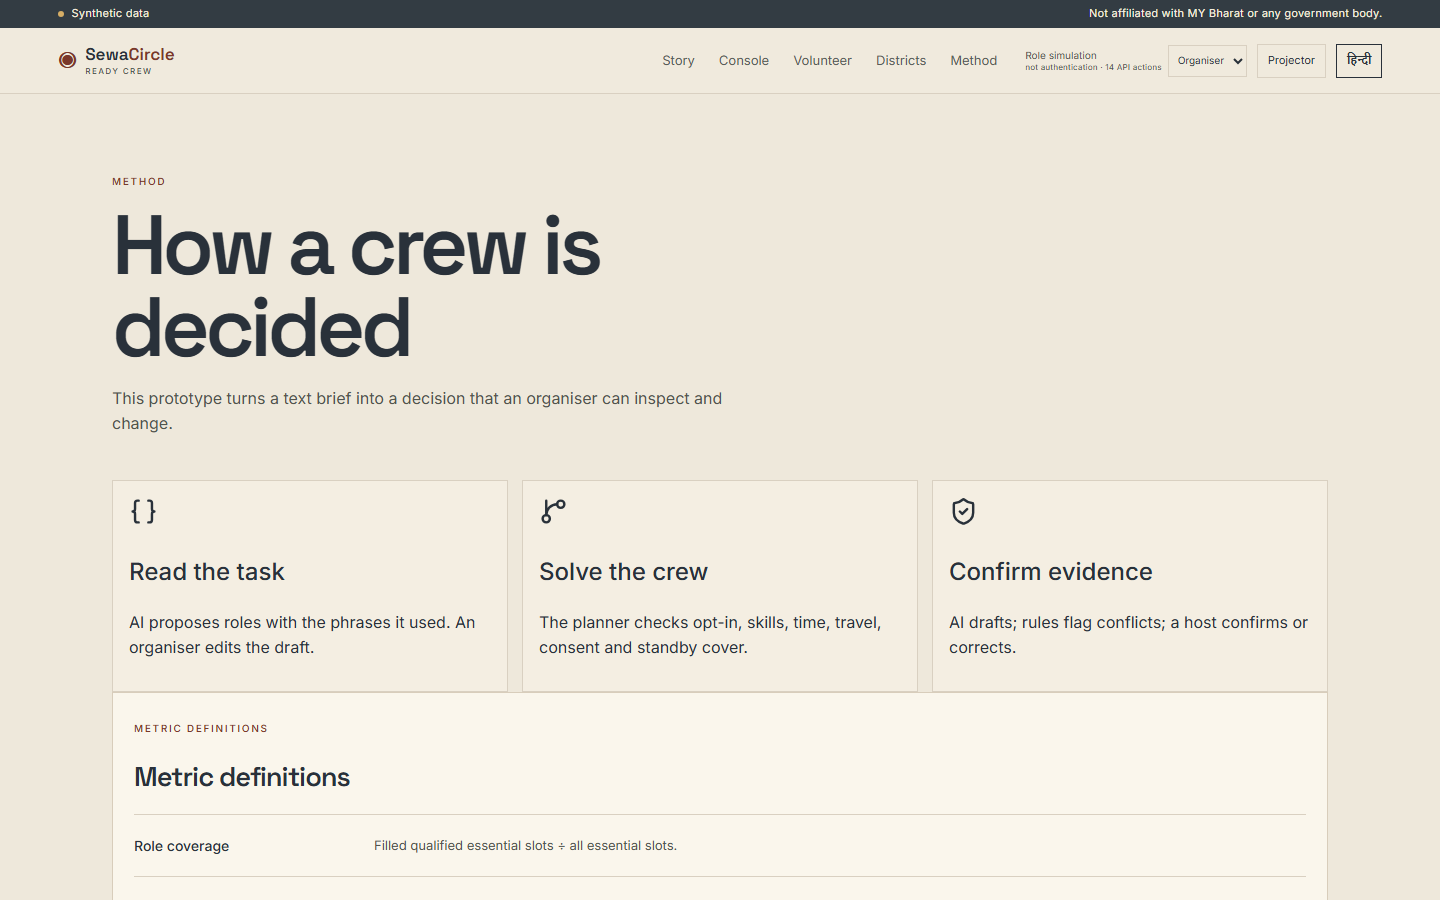 Synthetic data
Not affiliated with MY Bharat or any government body.
SewaCircle
READY CREW
Story
Console
Volunteer
Districts
Method
Role simulation
not authentication · 14 API actions
Organiser
Projector
हिन्दी
METHOD
How a crew is
decided
This prototype turns a text brief into a decision that an organiser can inspect and
change.
Read the task
AI proposes roles with the phrases it used. An
organiser edits the draft.
Solve the crew
The planner checks opt-in, skills, time, travel,
consent and standby cover.
Confirm evidence
AI drafts; rules flag conflicts; a host confirms or
corrects.
METRIC DEFINITIONS
Metric definitions
Role coverage
Filled qualified essential slots ÷ all essential slots.